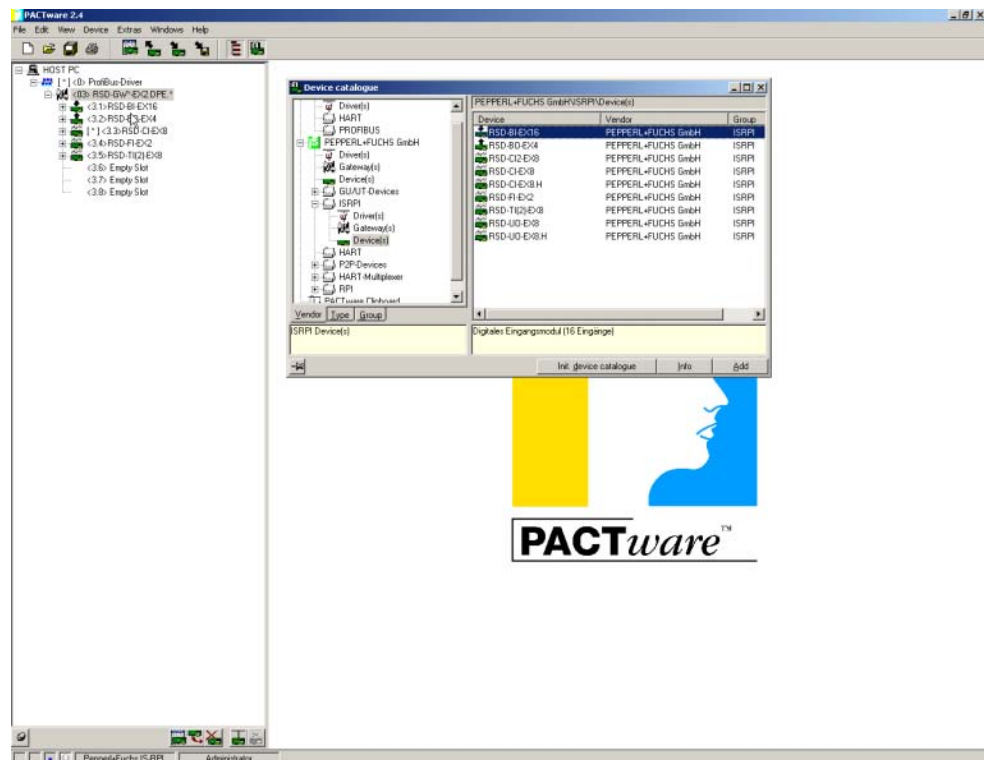 PACTware 2.4
File Edit View Device Extras Windows Help
HOST PC
[*] <0> ProfiBus-Driver
<03> RSD-GW*-EX2.DPE.*
<3.1>RSD-BI-EX16
<3.2>RSD-EX4
[*] <3.3>RSD-CI-EX8
<3.4>RSD-FI-EX2
<3.5>RSD-TI(2)-EX8
<3.6> Empty Slot
<3.7> Empty Slot
<3.8> Empty Slot
Device catalogue
Driver(s)
HART
PROFIBUS
PEPPERL+FUCHS GmbH
Driver(s)
Gateway(s)
Device(s)
GU/UT-Devices
ISRPI
Driver(s)
Gateway(s)
Device(s)
HART
P2P-Devices
HART-Multiplexer
RPI
PACTware Clipboard
Vendor Type Group
PEPPERL+FUCHS GmbH\ISRPI\Device(s)
Device Vendor Group
RSD-BI-EX16 PEPPERL+FUCHS GmbH ISRPI
RSD-BO-EX4 PEPPERL+FUCHS GmbH ISRPI
RSD-CI2-EX8 PEPPERL+FUCHS GmbH ISRPI
RSD-CI-EX8 PEPPERL+FUCHS GmbH ISRPI
RSD-CI-EX8.H PEPPERL+FUCHS GmbH ISRPI
RSD-FI-EX2 PEPPERL+FUCHS GmbH ISRPI
RSD-TI(2)-EX8 PEPPERL+FUCHS GmbH ISRPI
RSD-UO-EX8 PEPPERL+FUCHS GmbH ISRPI
RSD-UO-EX8.H PEPPERL+FUCHS GmbH ISRPI
ISRPI Device(s)
Digitales Eingangsmodul (16 Eingänge)
Init. device catalogue Info Add
PACTware™
Pepperl+Fuchs IS-RPI Administrator